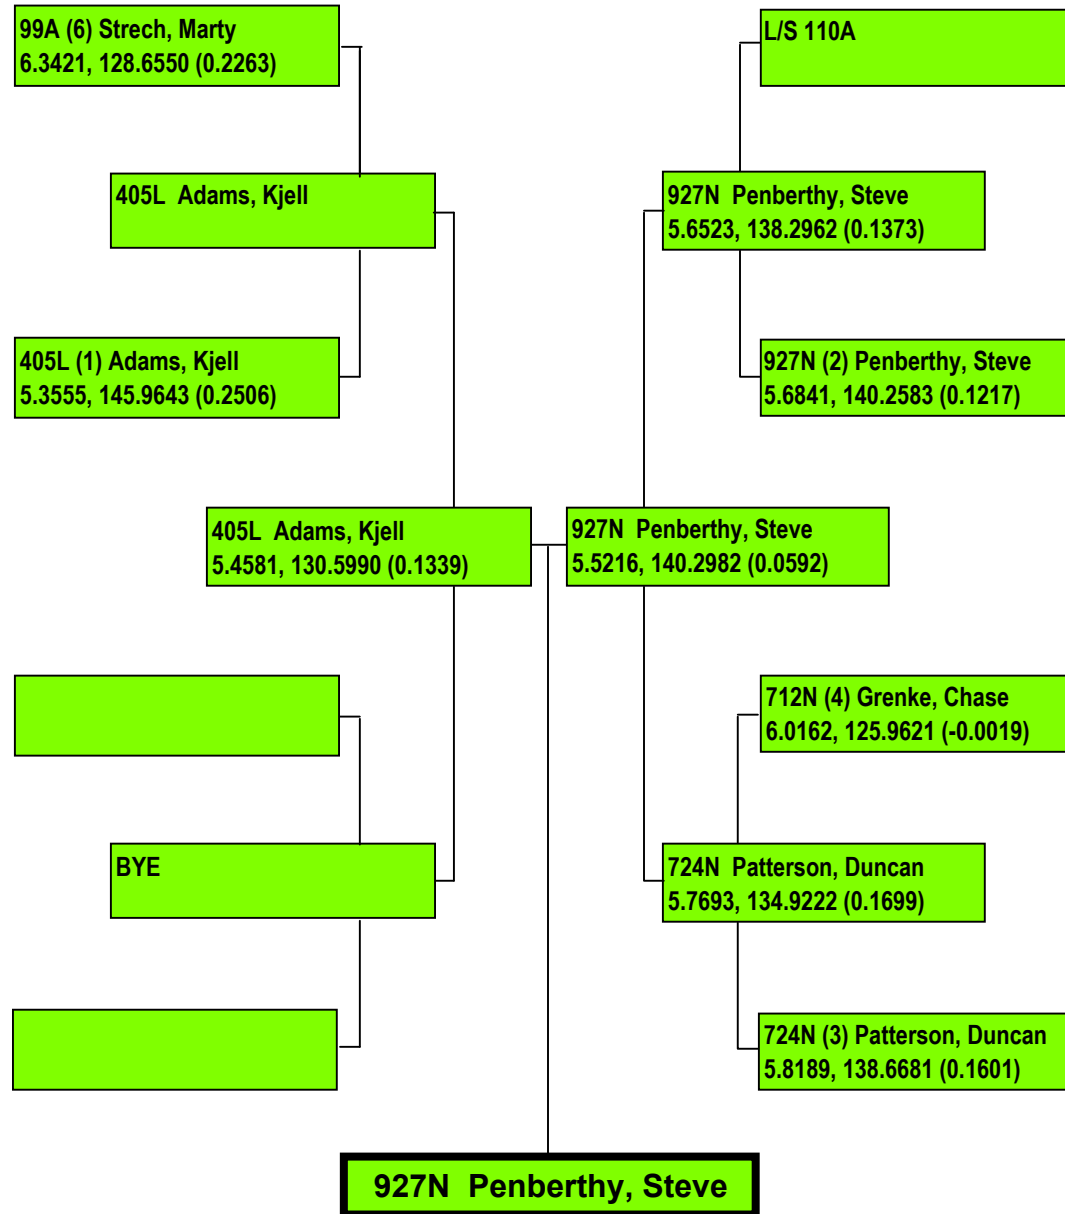 99A (6) Strech, Marty
6.3421, 128.6550 (0.2263)
L/S 110A
405L  Adams, Kjell
927N  Penberthy, Steve
5.6523, 138.2962 (0.1373)
405L (1) Adams, Kjell
5.3555, 145.9643 (0.2506)
927N (2) Penberthy, Steve
5.6841, 140.2583 (0.1217)
405L  Adams, Kjell
5.4581, 130.5990 (0.1339)
927N  Penberthy, Steve
5.5216, 140.2982 (0.0592)
712N (4) Grenke, Chase
6.0162, 125.9621 (-0.0019)
BYE
724N  Patterson, Duncan
5.7693, 134.9222 (0.1699)
724N (3) Patterson, Duncan
5.8189, 138.6681 (0.1601)
927N  Penberthy, Steve